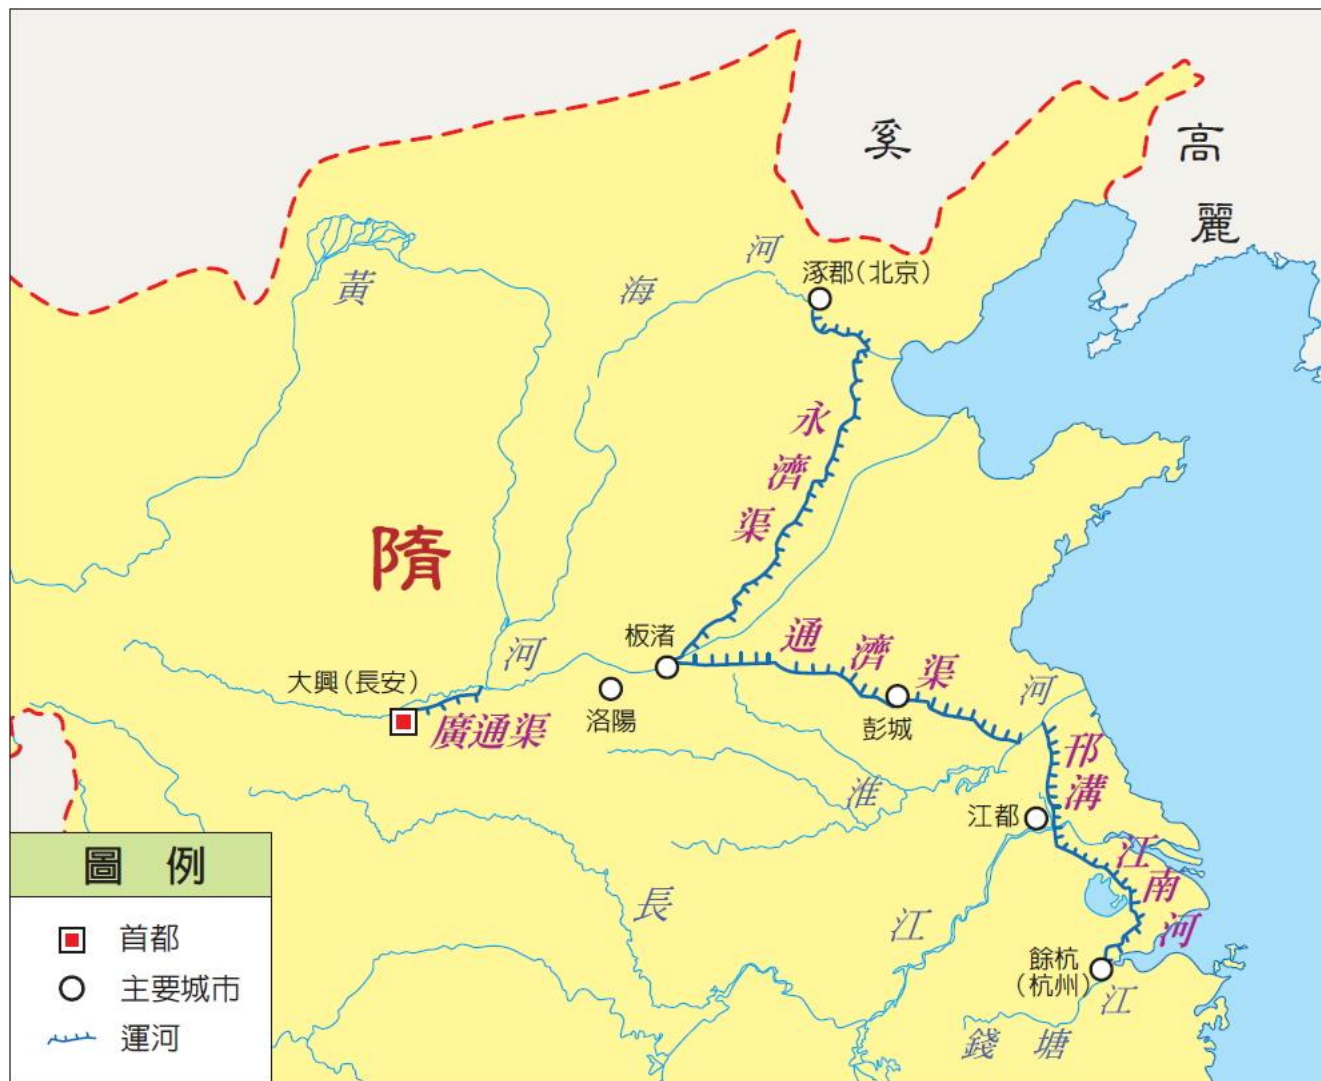 奚
高麗
河
海
涿郡(北京)
黃
永濟渠
隋
河
板渚
通濟渠
大興(長安)
河
廣通渠
洛陽
彭城
邗溝
淮
江都
江南河
長
江
餘杭
(杭州)
江
錢塘
圖例
首都
主要城市
運河